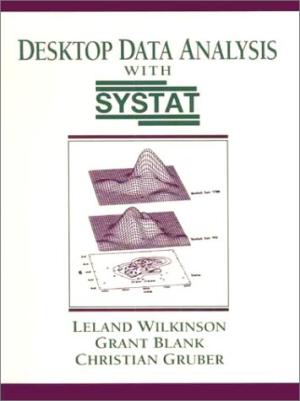 DESKTOP DATA ANALYSIS
WITH
SYSTAT
LELAND WILKINSON
GRANT BLANK
CHRISTIAN GRUBER